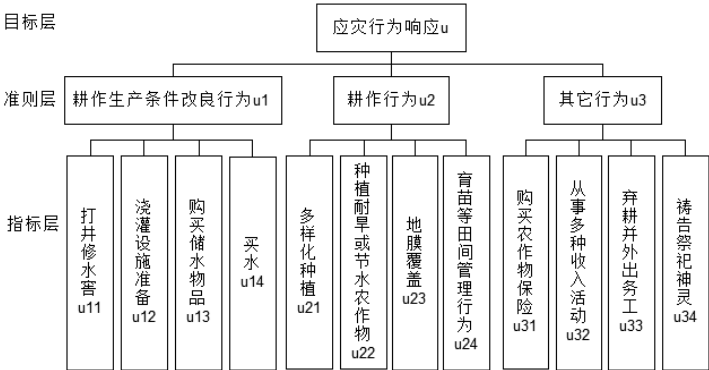 目标层
应灾行为响应u
准则层
耕作生产条件改良行为u1
耕作行为u2
其它行为u3
指标层
打井修水窖u11
浇灌设施准备u12
购买储水物品u13
买水u14
多样化种植u21
种植耐旱或节水农作物u22
地膜覆盖u23
育苗等田间管理行为u24
购买农作物保险u31
从事多种收入活动u32
弃耕并外出务工u33
祷告祭祀神灵u34